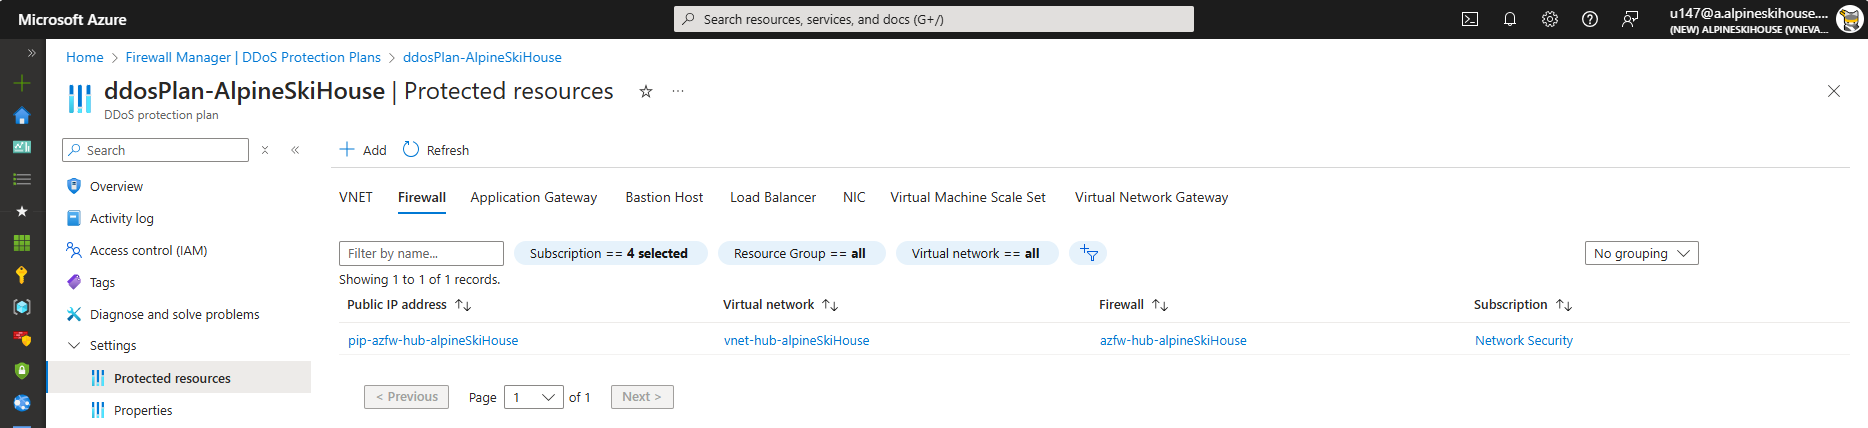 Microsoft Azure
Search resources, services, and docs (G+/)
u147@a.alpineskihouse....
(NEW) ALPINESKIHOUSE (VNEVA...
Home > Firewall Manager | DDoS Protection Plans > ddosPlan-AlpineSkiHouse
ddosPlan-AlpineSkiHouse | Protected resources
DDoS protection plan
Search
Add Refresh
Overview
Activity log
Access control (IAM)
Tags
Diagnose and solve problems
Settings
Protected resources
Properties
VNET Firewall Application Gateway Bastion Host Load Balancer NIC Virtual Machine Scale Set Virtual Network Gateway
Filter by name... Subscription == 4 selected Resource Group == all Virtual network == all No grouping
Showing 1 to 1 of 1 records.
Public IP address Virtual network Firewall Subscription
pip-azfw-hub-alpineSkiHouse vnet-hub-alpineSkiHouse azfw-hub-alpineSkiHouse Network Security
< Previous Page 1 of 1 Next >